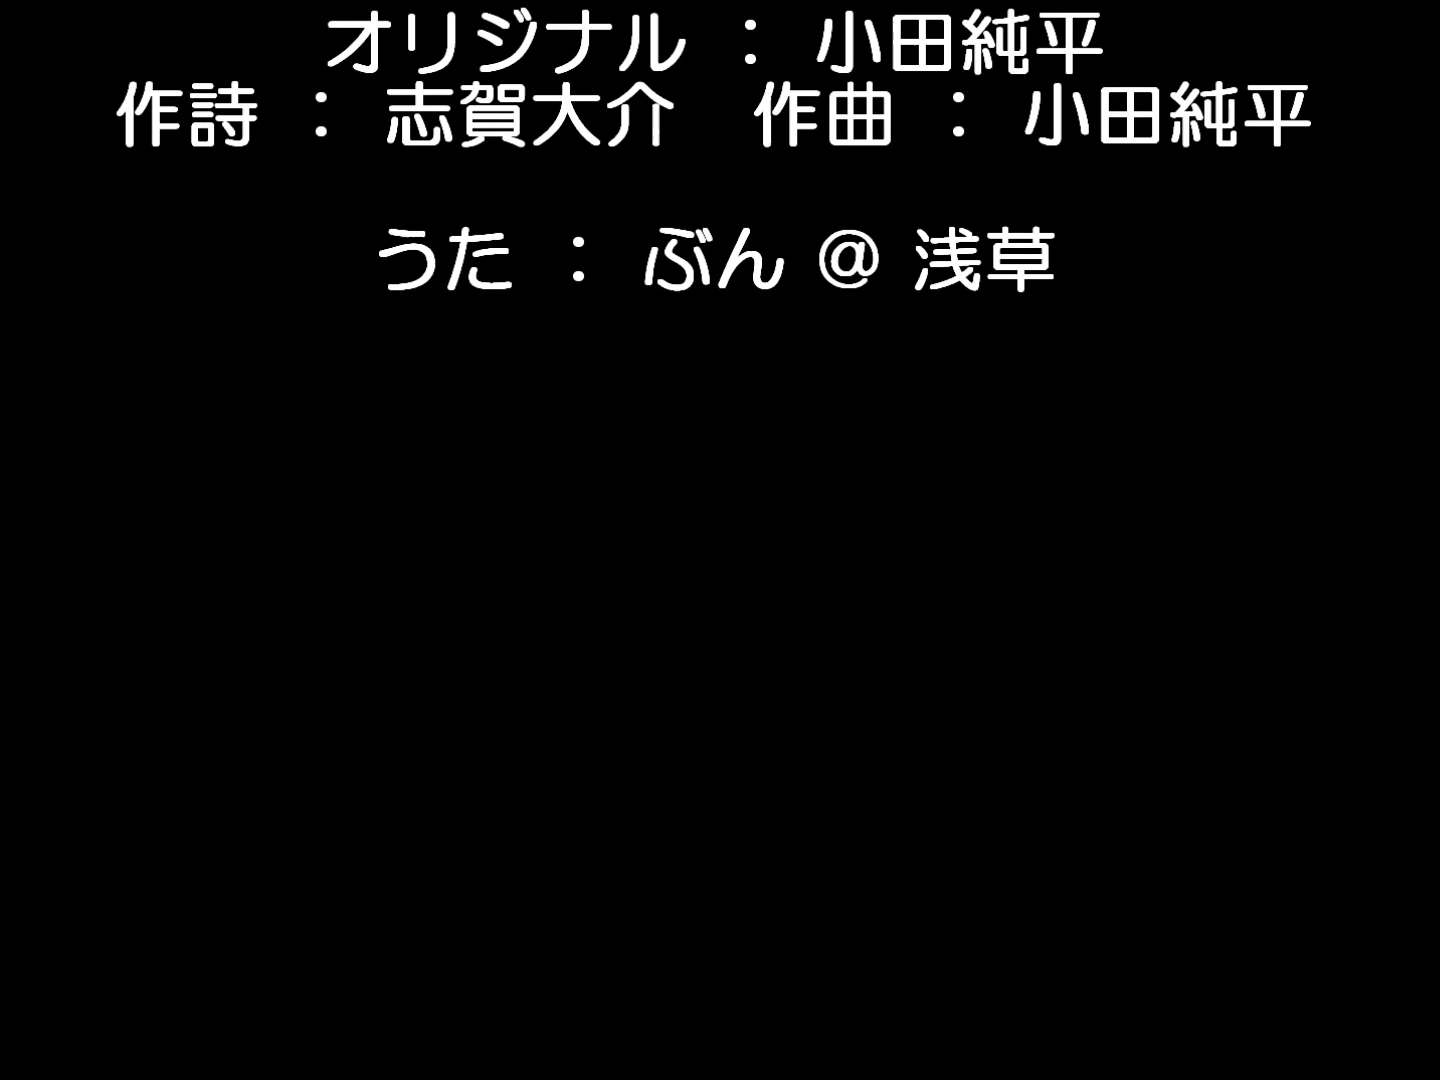 オリジナル ： 小田純平
作詩 ： 志賀大介　作曲 ： 小田純平
うた ： ぶん ＠ 浅草